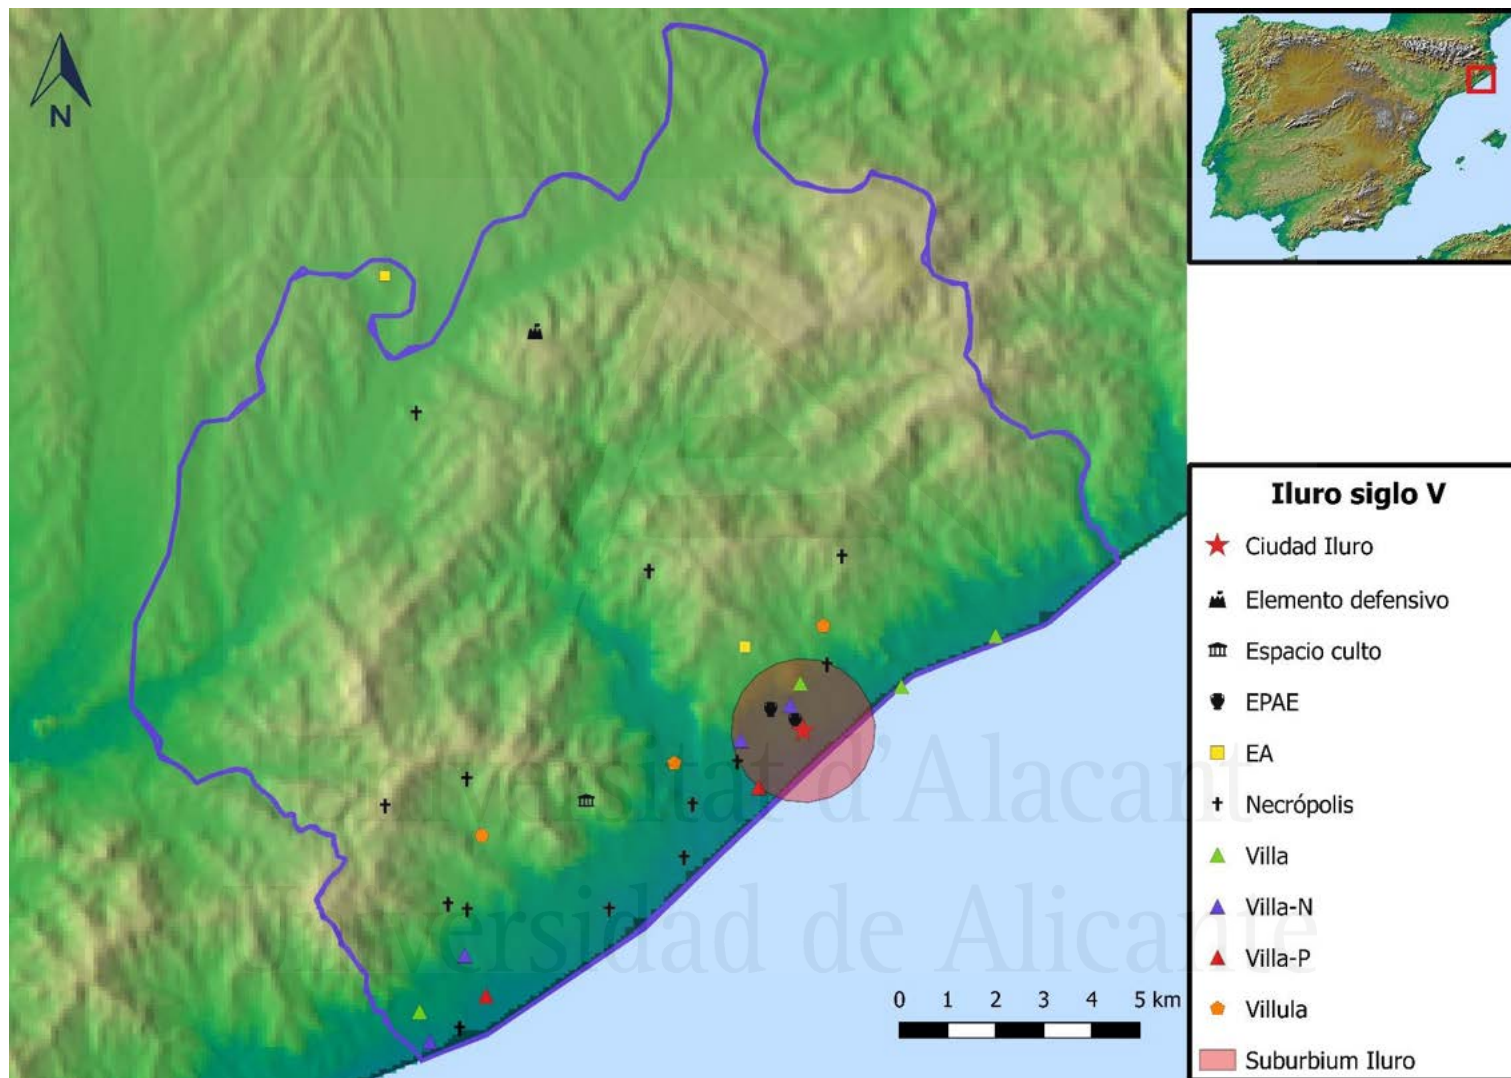 N
Iluro siglo V
Ciudad Iluro
Elemento defensivo
Espacio culto
EPAE
EA
Necrópolis
Villa
Villa-N
Villa-P
Villula
Suburbium Iluro
0 1 2 3 4 5 km
Universitat d'Alacant
Universidad de Alicante